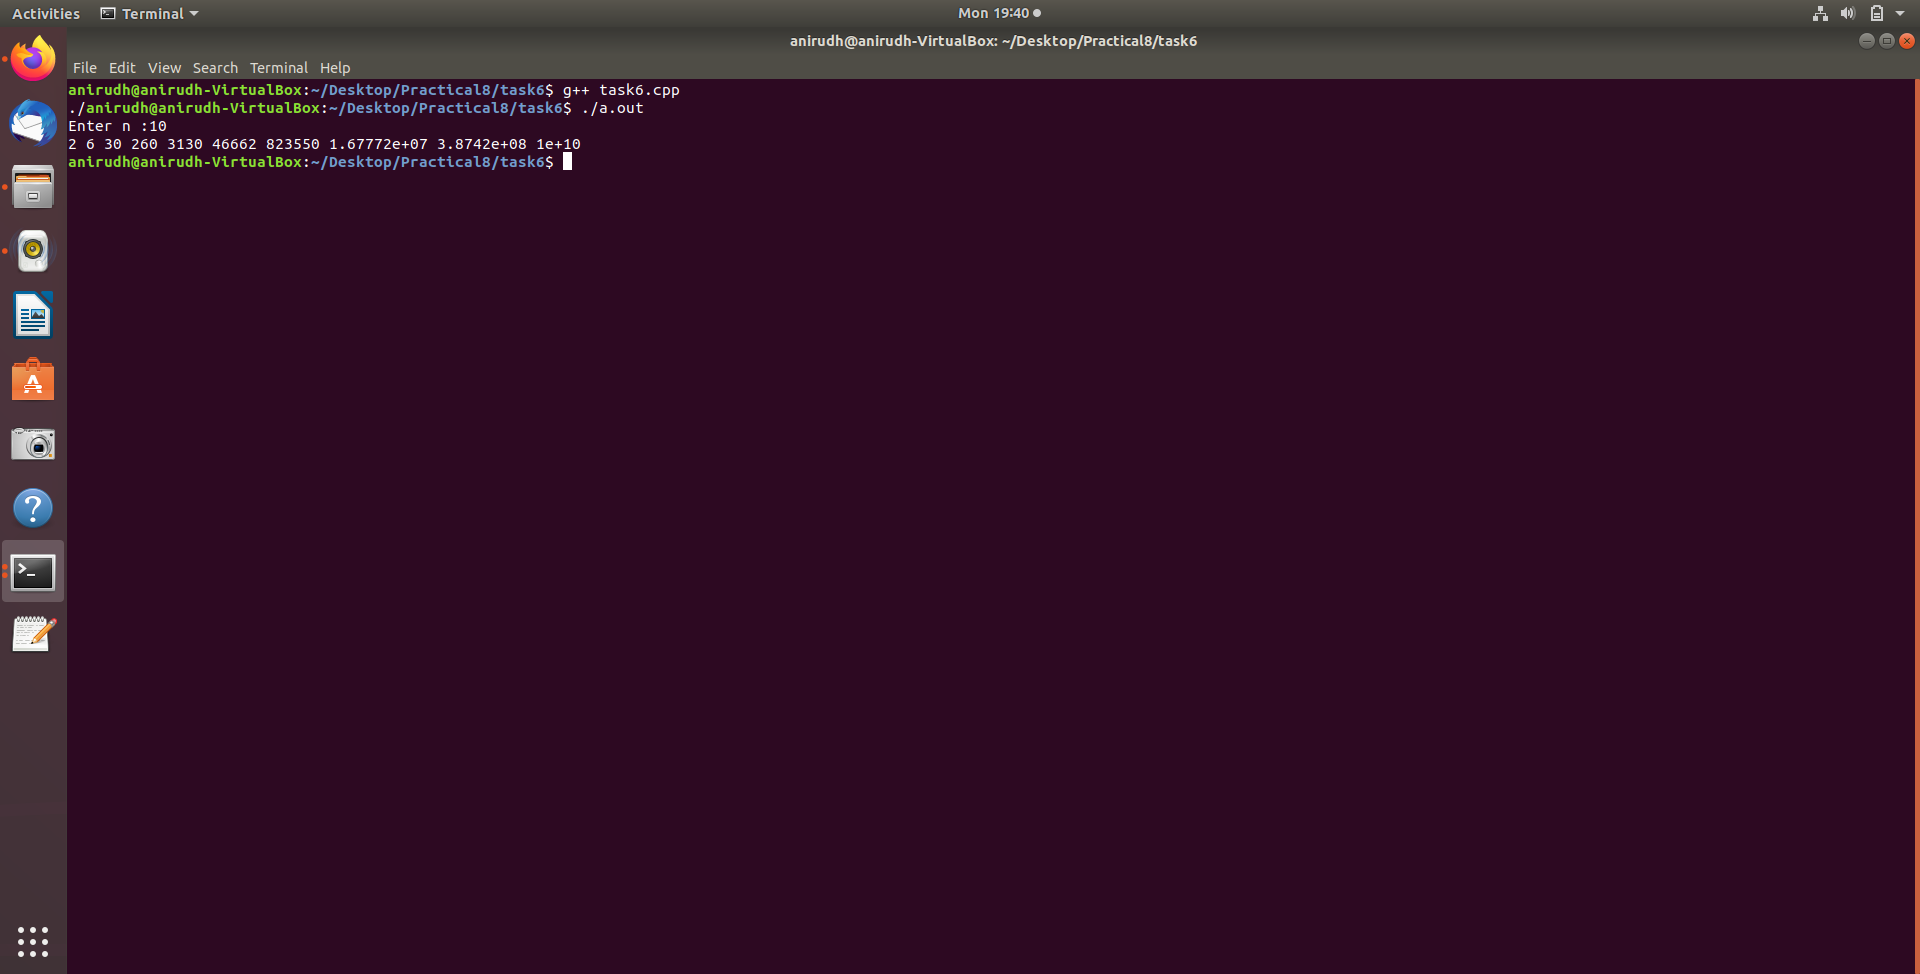 Activities Terminal Mon 19:40
anirudh@anirudh-VirtualBox: ~/Desktop/Practical8/task6
File Edit View Search Terminal Help
anirudh@anirudh-VirtualBox:~/Desktop/Practical8/task6$ g++ task6.cpp
./anirudh@anirudh-VirtualBox:~/Desktop/Practical8/task6$ ./a.out
Enter n :10
2 6 30 260 3130 46662 823550 1.67772e+07 3.8742e+08 1e+10
anirudh@anirudh-VirtualBox:~/Desktop/Practical8/task6$